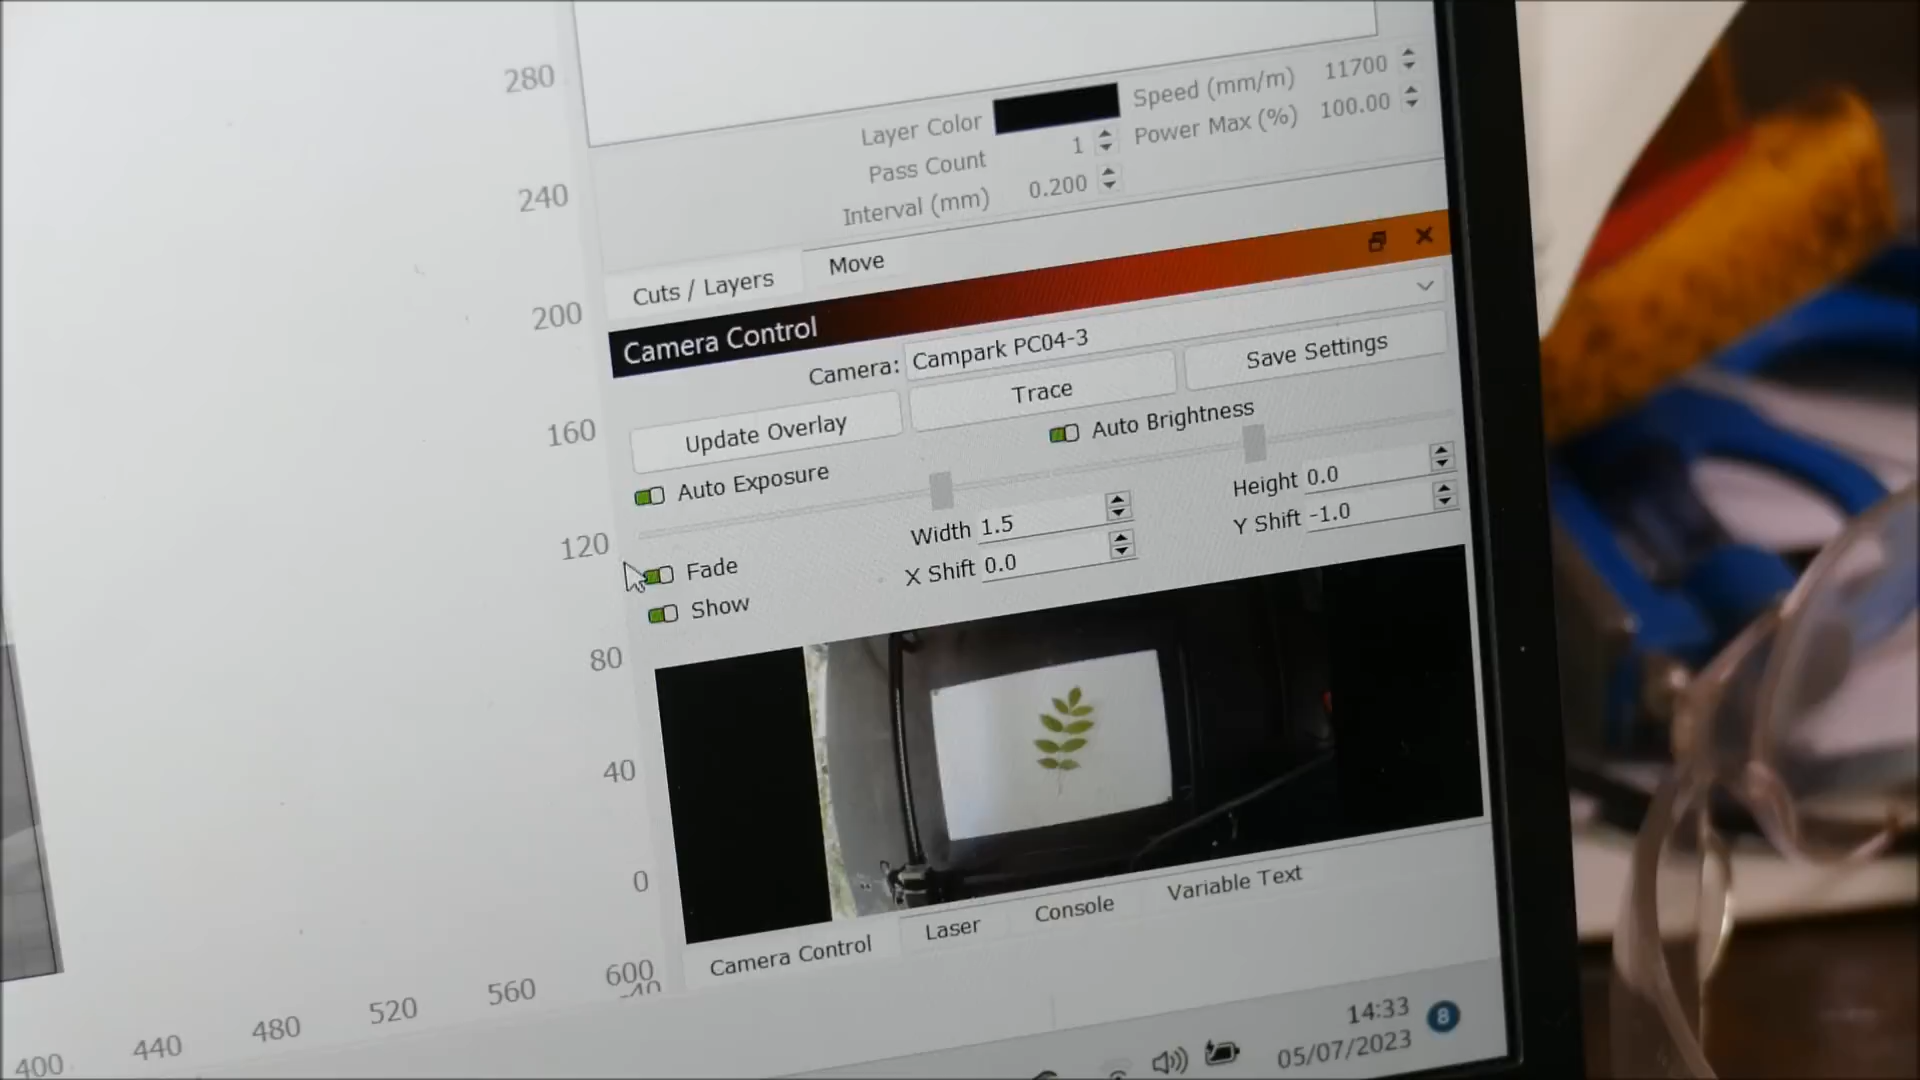 280
240
200
160
120
80
40
0
-40
400
440
480
520
560
600
Layer Color
Speed (mm/m) 11700
Pass Count 1
Power Max (%) 100.00
Interval (mm) 0.200
Cuts / Layers Move
Camera Control
Camera: Campark PC04-3
Update Overlay Trace Save Settings
Auto Exposure Auto Brightness
Fade Width 1.5 Height 0.0
Show X Shift 0.0 Y Shift -1.0
Camera Control Laser Console Variable Text
14:33
05/07/2023
8